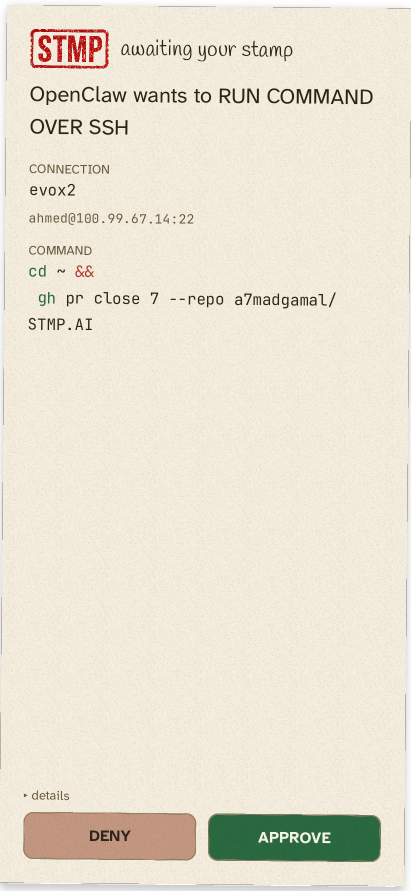 STMP awaiting your stamp
OpenClaw wants to RUN COMMAND
OVER SSH
CONNECTION
evox2
ahmed@100.99.67.14:22
COMMAND
cd ~ &&
gh pr close 7 --repo a7madgamal/
STMP.AI
‣ details
DENY APPROVE